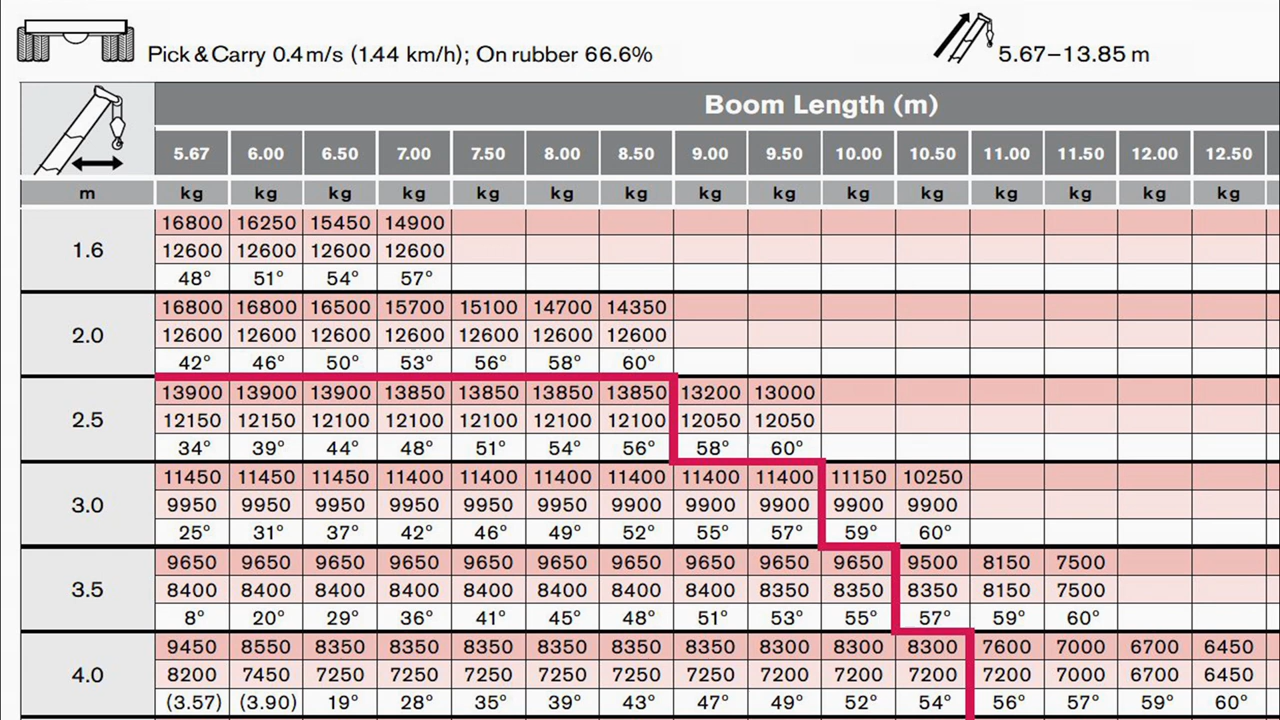 Pick & Carry 0.4 m/s (1.44 km/h); On rubber 66.6%
5.67–13.85 m
Boom Length (m)
5.67 6.00 6.50 7.00 7.50 8.00 8.50 9.00 9.50 10.00 10.50 11.00 11.50 12.00 12.50
m kg kg kg kg kg kg kg kg kg kg kg kg kg kg kg
16800 16250 15450 14900
1.6 12600 12600 12600 12600
48° 51° 54° 57°
16800 16800 16500 15700 15100 14700 14350
2.0 12600 12600 12600 12600 12600 12600 12600
42° 46° 50° 53° 56° 58° 60°
13900 13900 13900 13850 13850 13850 13850 13200 13000
2.5 12150 12150 12100 12100 12100 12100 12100 12050 12050
34° 39° 44° 48° 51° 54° 56° 58° 60°
11450 11450 11450 11400 11400 11400 11400 11400 11400 11150 10250
3.0 9950 9950 9950 9950 9950 9950 9900 9900 9900 9900 9900
25° 31° 37° 42° 46° 49° 52° 55° 57° 59° 60°
9650 9650 9650 9650 9650 9650 9650 9650 9650 9650 9500 8150 7500
3.5 8400 8400 8400 8400 8400 8400 8400 8400 8350 8350 8350 8150 7500
8° 20° 29° 36° 41° 45° 48° 51° 53° 55° 57° 59° 60°
9450 8550 8350 8350 8350 8350 8350 8350 8300 8300 8300 7600 7000 6700 6450
4.0 8200 7450 7250 7250 7250 7250 7250 7250 7200 7200 7200 7200 7000 6700 6450
(3.57) (3.90) 19° 28° 35° 39° 43° 47° 49° 52° 54° 56° 57° 59° 60°